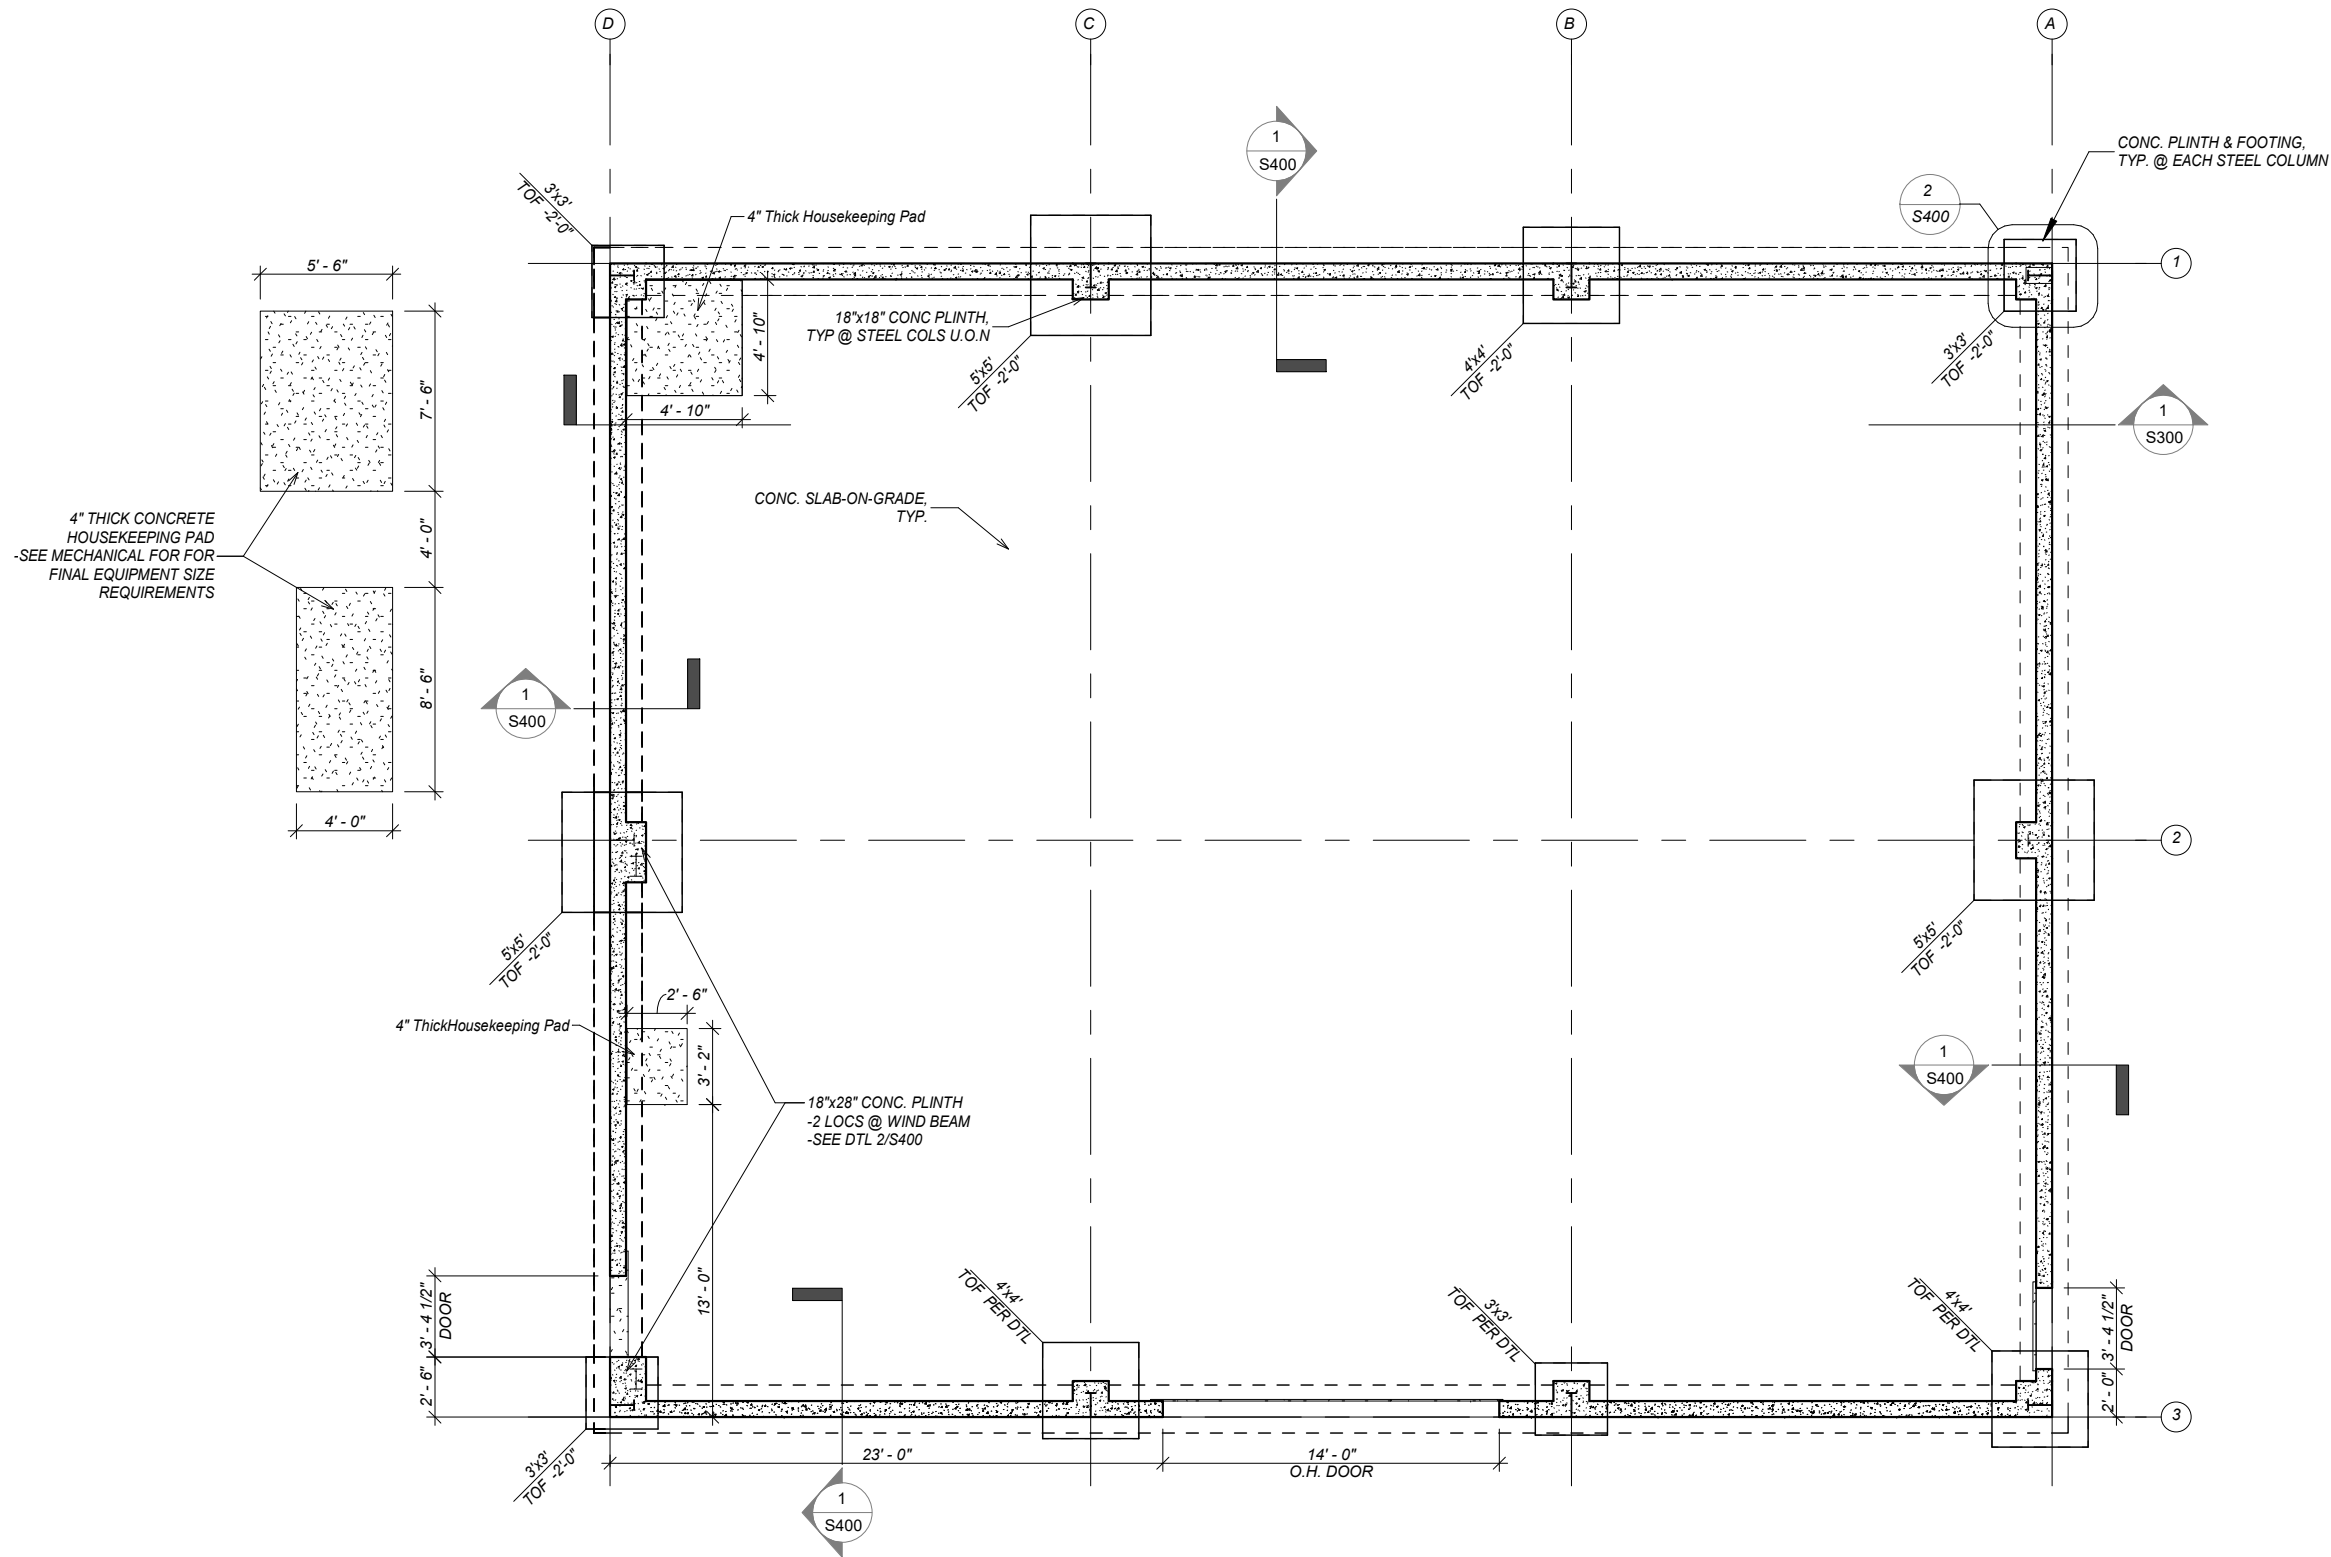 D
C
B
A
1
S400
CONC. PLINTH & FOOTING,
TYP. @ EACH STEEL COLUMN
2
S400
3'x3'
TOF -2'-0"
4" Thick Housekeeping Pad
1
5' - 6"
7' - 6"
4' - 10"
4' - 10"
18"x18" CONC PLINTH,
TYP @ STEEL COLS U.O.N
5'x5'
TOF -2'-0"
4'x4'
TOF -2'-0"
3'x3'
TOF -2'-0"
1
S300
CONC. SLAB-ON-GRADE,
TYP.
4" THICK CONCRETE
HOUSEKEEPING PAD
-SEE MECHANICAL FOR FOR
FINAL EQUIPMENT SIZE
REQUIREMENTS
4' - 0"
8' - 6"
4' - 0"
1
S400
2
5'x5'
TOF -2'-0"
5'x5'
TOF -2'-0"
2' - 6"
4" ThickHousekeeping Pad
3' - 2"
1
S400
18"x28" CONC. PLINTH
-2 LOCS @ WIND BEAM
-SEE DTL 2/S400
13' - 0"
3' - 4 1/2"
DOOR
2' - 6"
4'x4'
TOF PER DTL
3'x3'
TOF PER DTL
4'x4'
TOF PER DTL
3' - 4 1/2"
DOOR
2' - 0"
3
3'x3'
TOF -2'-0"
23' - 0"
14' - 0"
O.H. DOOR
1
S400